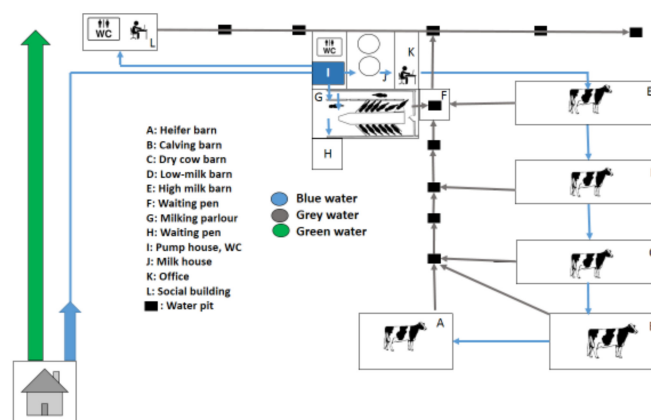 WC
L
WC
K
I
J
G
F
H
E
A: Heifer barn
B: Calving barn
C: Dry cow barn
D: Low-milk barn
E: High milk barn
F: Waiting pen
G: Milking parlour
H: Waiting pen
I: Pump house, WC
J: Milk house
K: Office
L: Social building
: Water pit
Blue water
Grey water
Green water
A